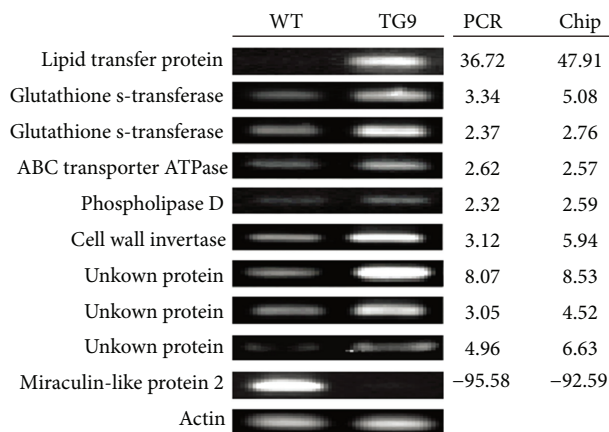 WT TG9 PCR Chip
Lipid transfer protein 36.72 47.91
Glutathione s-transferase 3.34 5.08
Glutathione s-transferase 2.37 2.76
ABC transporter ATPase 2.62 2.57
Phospholipase D 2.32 2.59
Cell wall invertase 3.12 5.94
Unkown protein 8.07 8.53
Unkown protein 3.05 4.52
Unkown protein 4.96 6.63
Miraculin-like protein 2 −95.58 −92.59
Actin